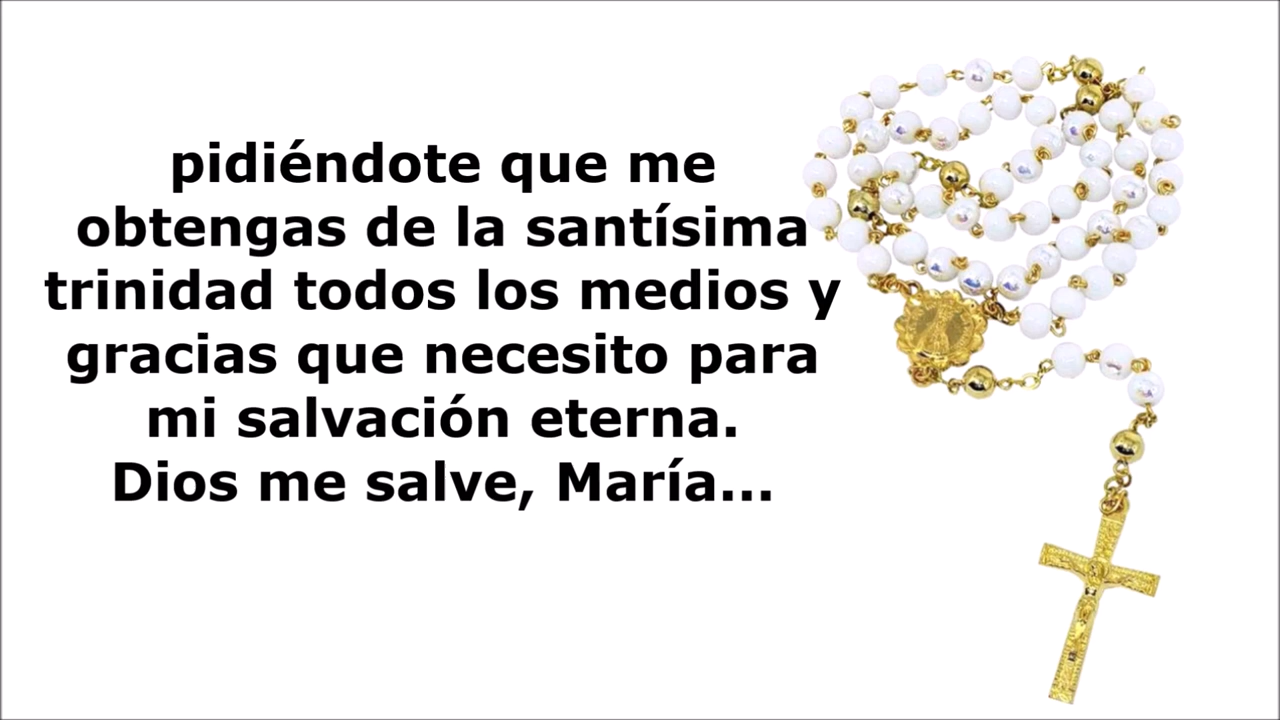 pidiéndote que me
obtengas de la santísima
trinidad todos los medios y
gracias que necesito para
mi salvación eterna.
Dios me salve, María...